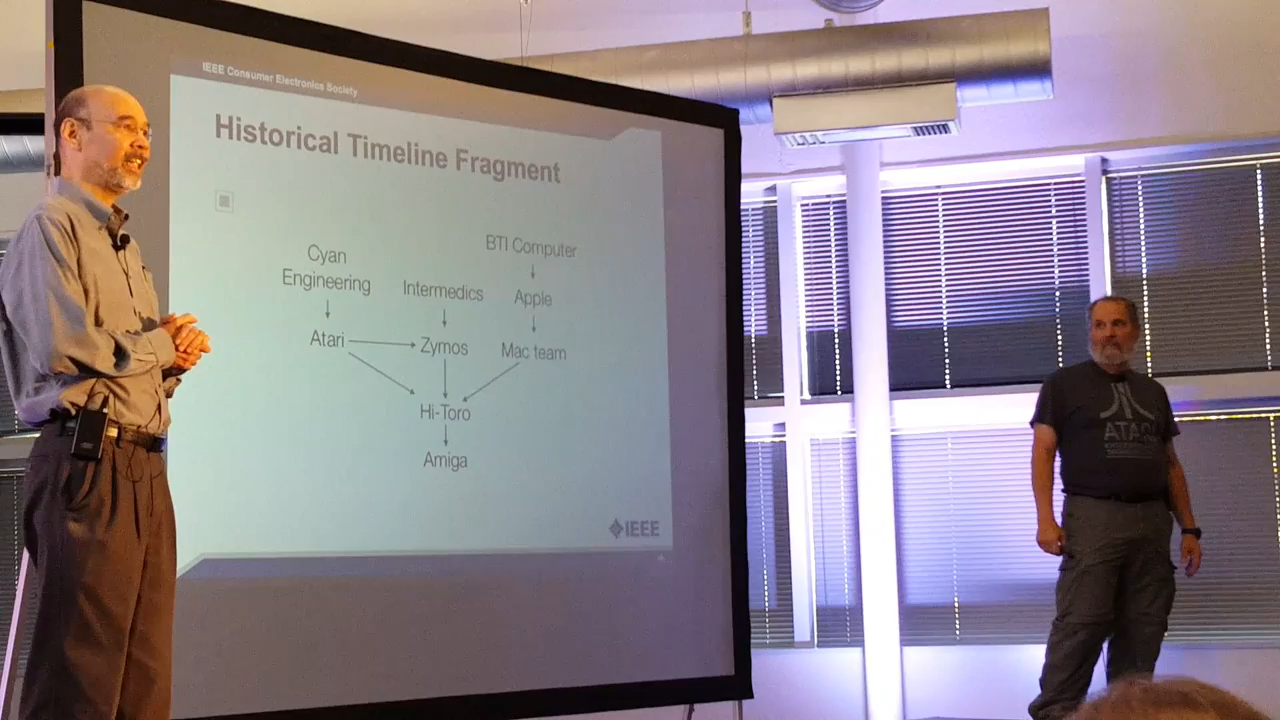 IEEE Consumer Electronics Society
Historical Timeline Fragment
BTI Computer
Cyan
Engineering
Intermedics
Apple
Atari
Zymos
Mac team
Hi-Toro
Amiga
IEEE
ATARI